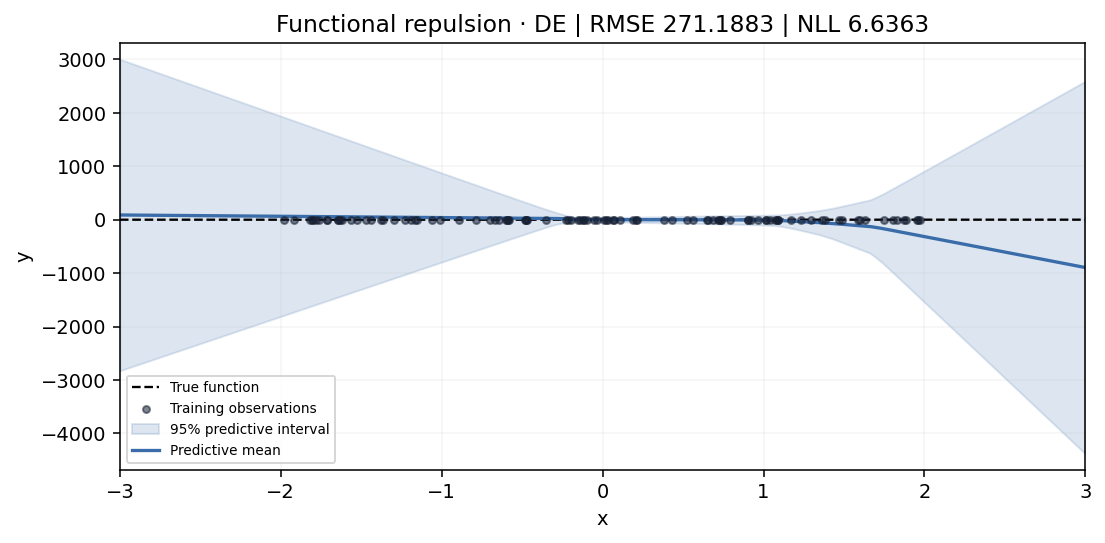 Functional repulsion · DE | RMSE 271.1883 | NLL 6.6363
3000
2000
1000
0
−1000
−2000
−3000
−4000
y
True function
Training observations
95% predictive interval
Predictive mean
−3 −2 −1 0 1 2 3
x